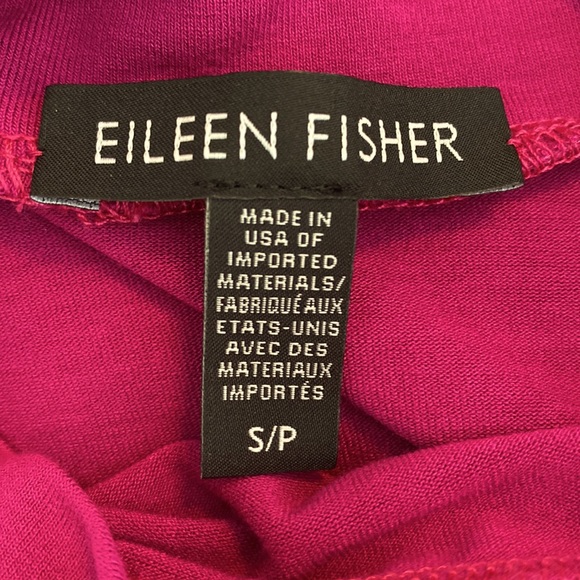 EILEEN FISHER
MADE IN
USA OF
IMPORTED
MATERIALS/
FABRIQUÉ AUX
ETATS-UNIS
AVEC DES
MATERIAUX
IMPORTÉS
S/P